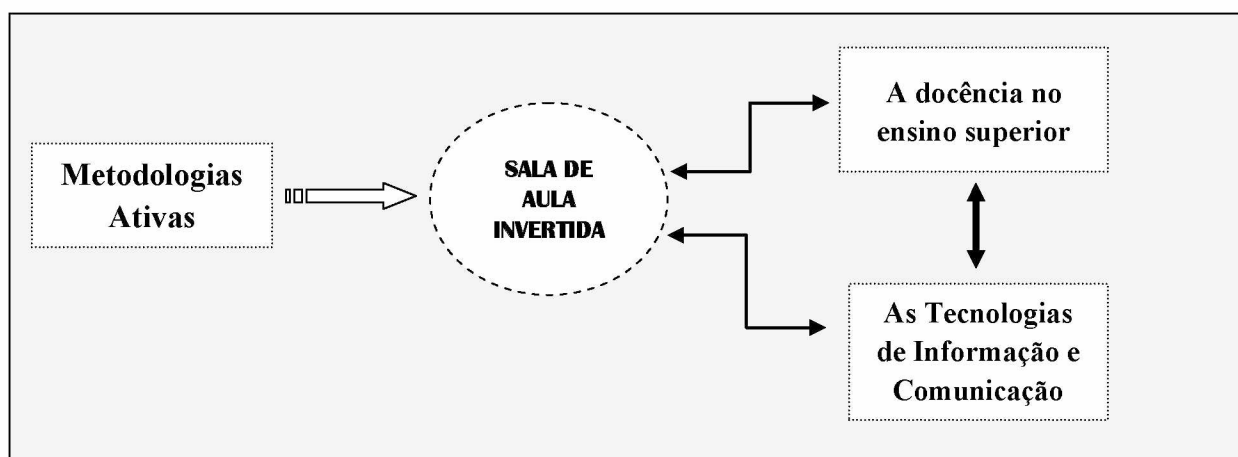 Metodologias
Ativas
SALA DE
AULA
INVERTIDA
A docência no
ensino superior
As Tecnologias
de Informação e
Comunicação